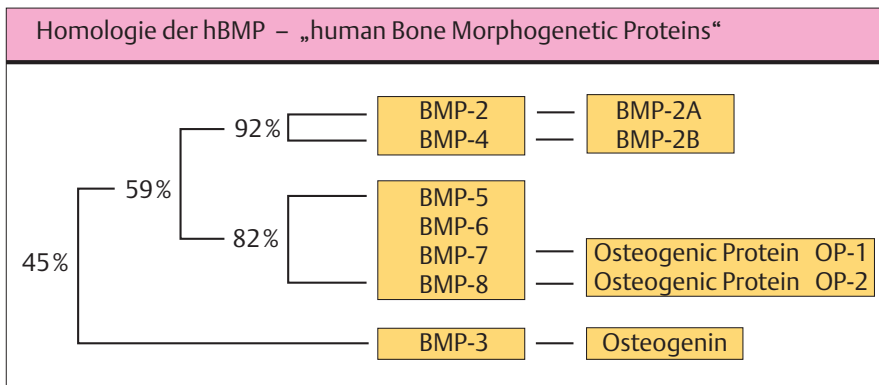 Homologie der hBMP – „human Bone Morphogenetic Proteins“
92% BMP-2 BMP-2A
BMP-4 BMP-2B
59% BMP-5
BMP-6
82% BMP-7 Osteogenic Protein OP-1
45% BMP-8 Osteogenic Protein OP-2
BMP-3 Osteogenin